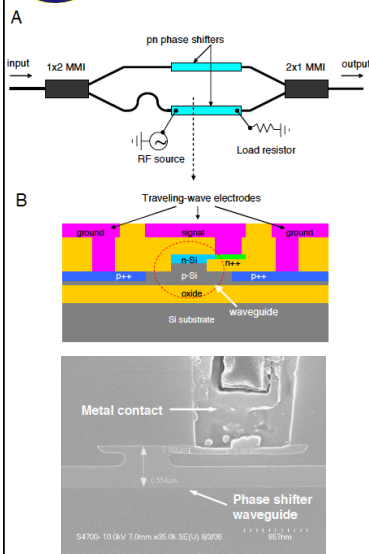 A
pn phase shifters
input
1x2 MMI
2x1 MMI
output
RF source
Load resistor
B
Traveling-wave electrodes
ground
signal
ground
n-Si
p++
p-Si
n++
p++
oxide
waveguide
Si substrate
Metal contact
0.554um
Phase shifter
waveguide
S4700- 10.0kV 7.0mm x35.0k SE(U) 8/3/06
857nm